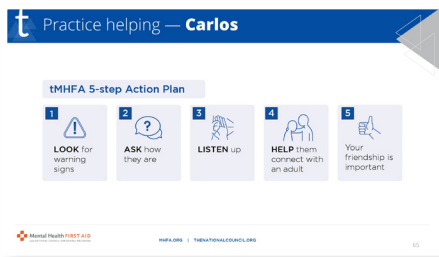 t
Practice helping — Carlos
tMHFA 5-step Action Plan
1
LOOK for
warning
signs
2
ASK how
they are
3
LISTEN up
4
HELP them
connect with
an adult
5
Your
friendship is
important
Mental Health FIRST AID
MHFA.ORG | THENATIONALCOUNCIL.ORG
65